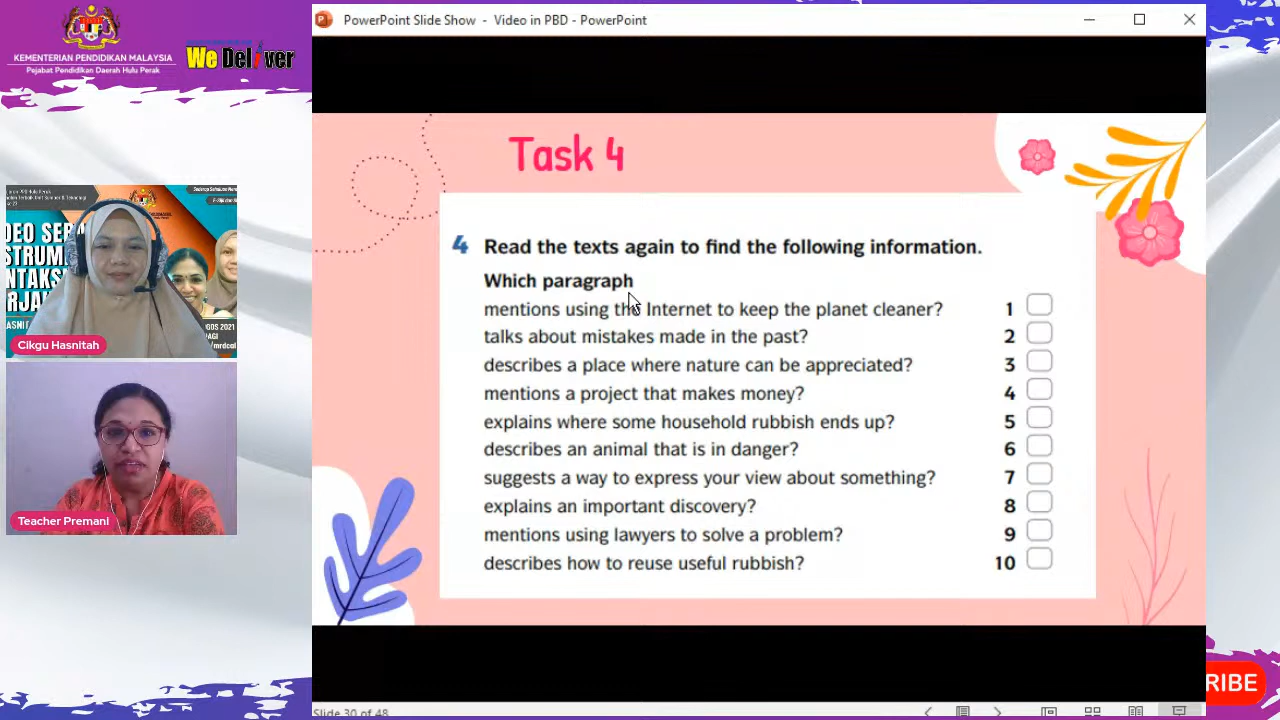 PowerPoint Slide Show - Video in PBD - PowerPoint
KEMENTERIAN PENDIDIKAN MALAYSIA
Pejabat Pendidikan Daerah Hulu Perak
We Deliver
Cikgu Hasnitah
Teacher Premani
Task 4
4 Read the texts again to find the following information.
Which paragraph
mentions using the Internet to keep the planet cleaner? 1
talks about mistakes made in the past? 2
describes a place where nature can be appreciated? 3
mentions a project that makes money? 4
explains where some household rubbish ends up? 5
describes an animal that is in danger? 6
suggests a way to express your view about something? 7
explains an important discovery? 8
mentions using lawyers to solve a problem? 9
describes how to reuse useful rubbish? 10
RIBE
Slide 30 of 48